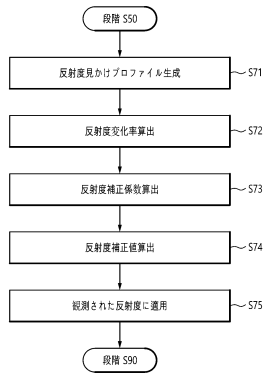 段階 S50
反射度見かけプロファイル生成
S71
反射度変化率算出
S72
反射度補正係数算出
S73
反射度補正値算出
S74
観測された反射度に適用
S75
段階 S90